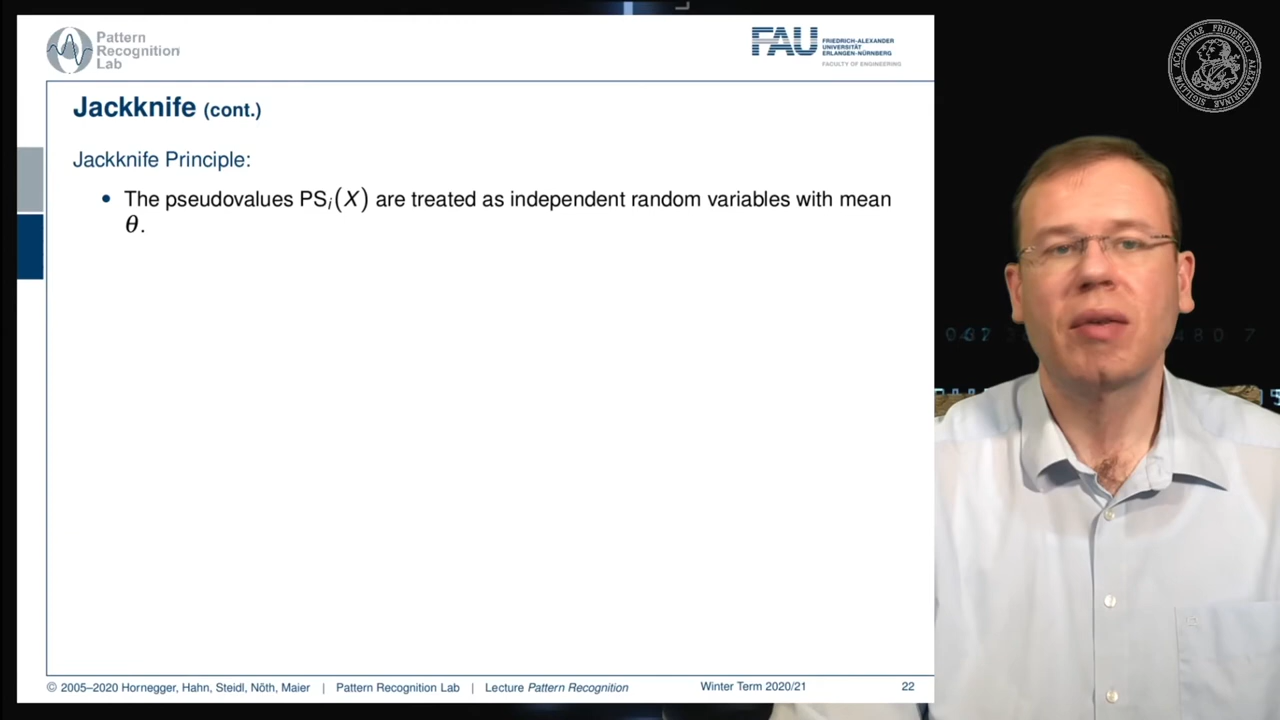 Pattern
Recognition
Lab
FAU
FRIEDRICH-ALEXANDER
UNIVERSITÄT
ERLANGEN-NÜRNBERG
FACULTY OF ENGINEERING
Jackknife (cont.)
Jackknife Principle:
• The pseudovalues PSᵢ(X) are treated as independent random variables with mean
θ.
© 2005–2020 Hornegger, Hahn, Steidl, Nöth, Maier | Pattern Recognition Lab | Lecture Pattern Recognition Winter Term 2020/21 22